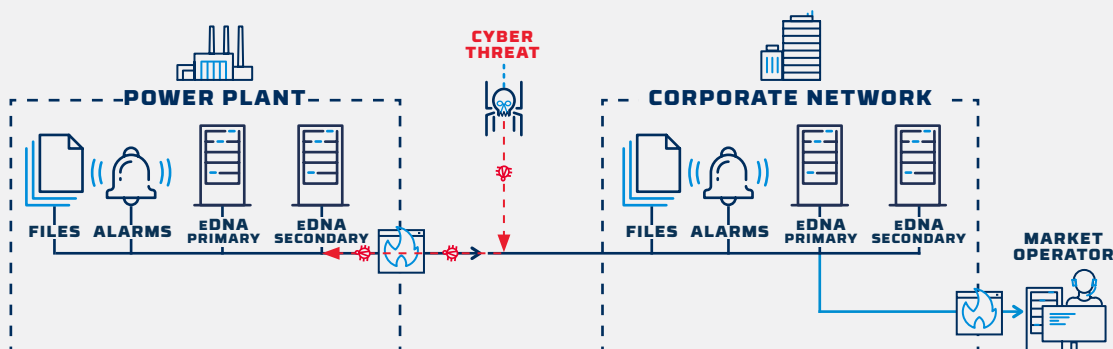 CYBER
THREAT
POWER PLANT
CORPORATE NETWORK
FILES
ALARMS
eDNA
PRIMARY
eDNA
SECONDARY
FILES
ALARMS
eDNA
PRIMARY
eDNA
SECONDARY
MARKET
OPERATOR